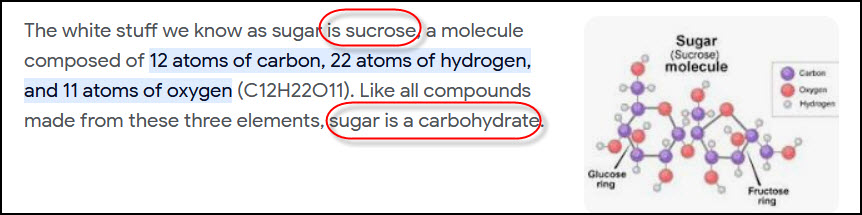 The white stuff we know as sugar is sucrose, a molecule
composed of 12 atoms of carbon, 22 atoms of hydrogen,
and 11 atoms of oxygen (C12H22O11). Like all compounds
made from these three elements, sugar is a carbohydrate.
Sugar
(Sucrose)
molecule
Carbon
Oxygen
Hydrogen
Glucose
ring
Fructose
ring